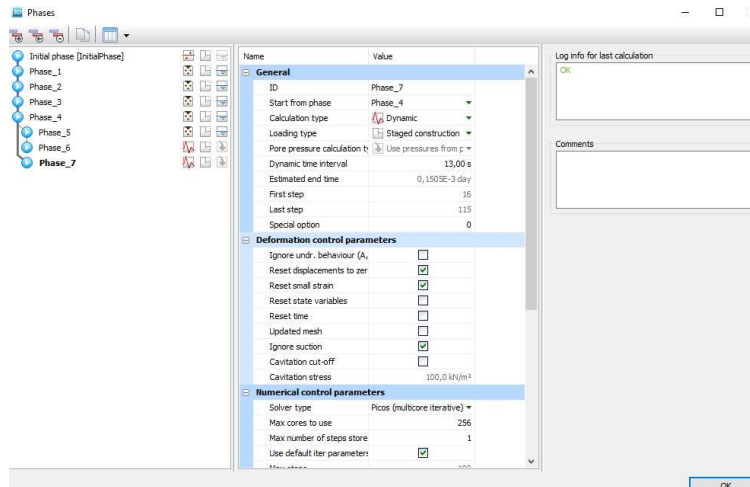 Phases
Initial phase [InitialPhase]
Phase_1
Phase_2
Phase_3
Phase_4
Phase_5
Phase_6
Phase_7
Name Value
General
ID Phase_7
Start from phase Phase_4
Calculation type Dynamic
Loading type Staged construction
Pore pressure calculation t Use pressures from p
Dynamic time interval 13,00 s
Estimated end time 0,1505E-3 day
First step 16
Last step 115
Special option 0
Deformation control parameters
Ignore undr. behaviour (A,
Reset displacements to zer
Reset small strain
Reset state variables
Reset time
Updated mesh
Ignore suction
Cavitation cut-off
Cavitation stress 100,0 kN/m²
Numerical control parameters
Solver type Picos (multicore iterative)
Max cores to use 256
Max number of steps store 1
Use default iter parameters
Max steps 100
Log info for last calculation
OK
Comments
OK